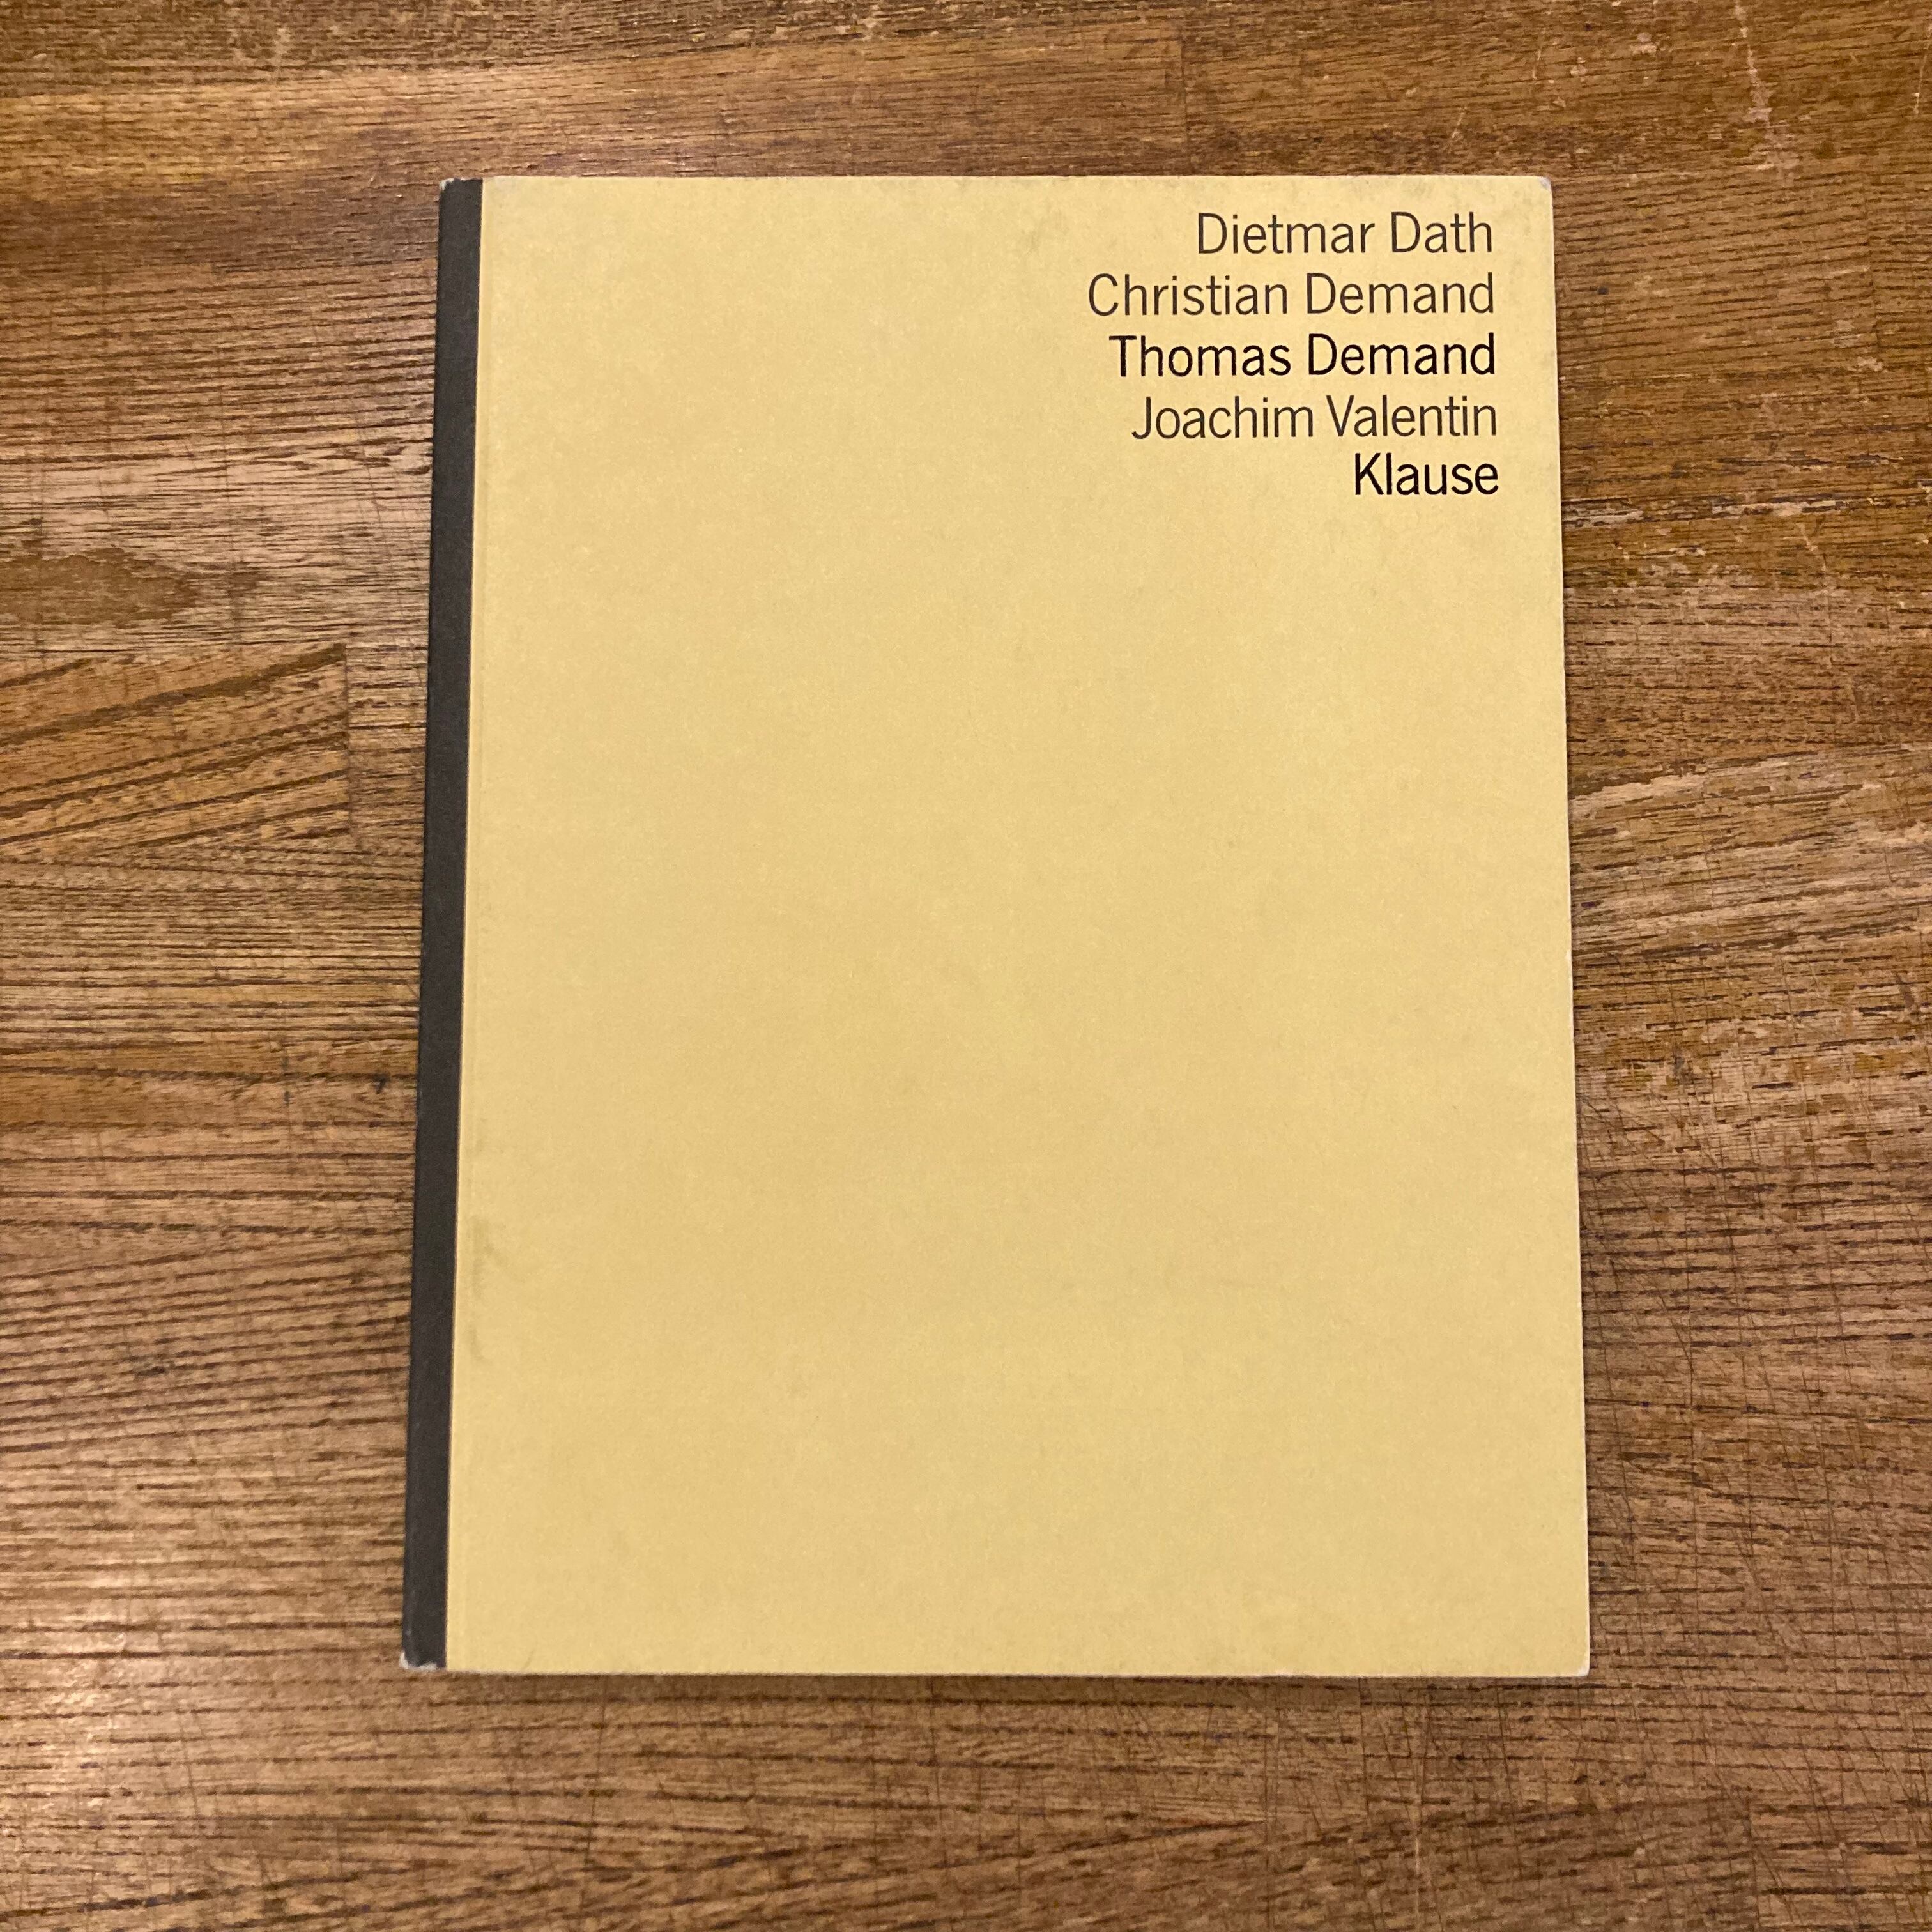 Dietmar Dath
Christian Demand
Thomas Demand
Joachim Valentin
Klause